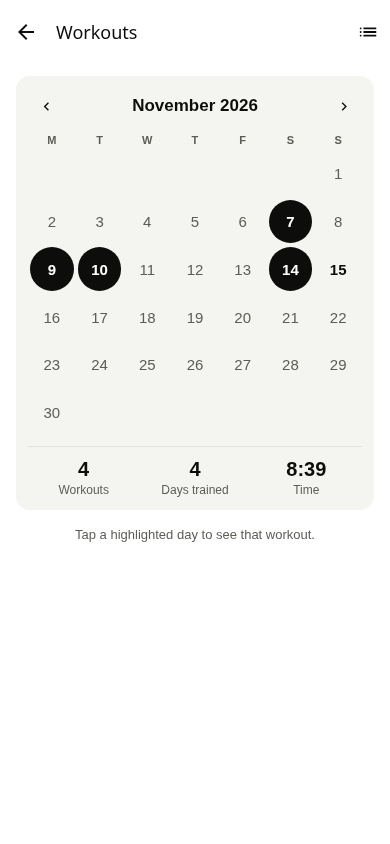 Workouts
November 2026
M T W T F S S
1
2 3 4 5 6 7 8
9 10 11 12 13 14 15
16 17 18 19 20 21 22
23 24 25 26 27 28 29
30
4 4 8:39
Workouts Days trained Time
Tap a highlighted day to see that workout.